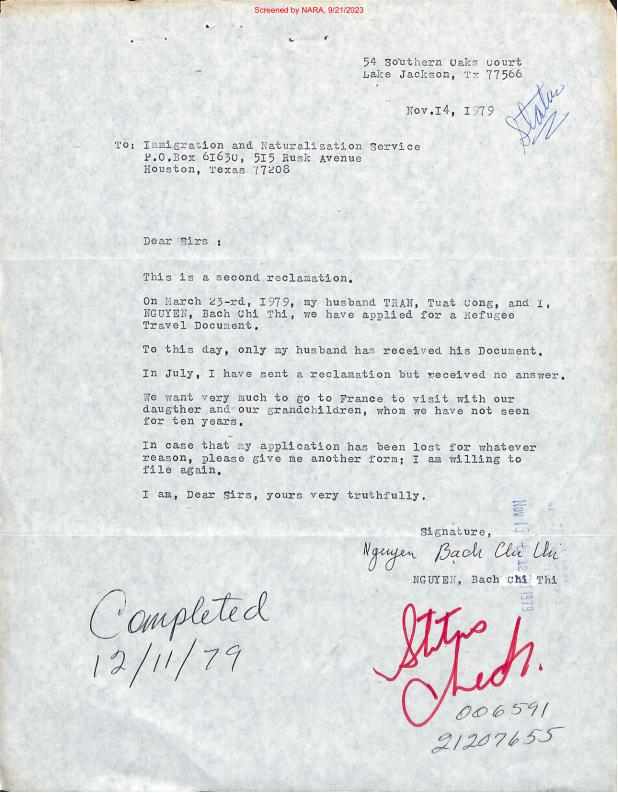 Screened by NARA, 9/21/2023
54 Southern Oaks Court
Lake Jackson, Tx 77566
Nov.I4, I979
Status
To: Immigration and Naturalization Service
P.O.Box 6I630, 5I5 Rusk Avenue
Houston, Texas 77208
Dear Sirs :
This is a second reclamation.
On March 23-rd, I979, my husband TRAN, Tuat Cong, and I,
NGUYEN, Bach Chi Thi, we have applied for a Refugee
Travel Document.
To this day, only my husband has received his Document.
In July, I have sent a reclamation but received no answer.
We want very much to go to France to visit with our
daugther and our grandchildren, whom we have not seen
for ten years.
In case that my application has been lost for whatever
reason, please give me another form; I am willing to
file again.
I am, Dear Sirs, yours very truthfully.
Signature,
Nguyen Bach Chi Thi
NGUYEN, Bach Chi Thi
Nov 15
1979
Completed
12/11/79
Status
Check.
006591
21207655